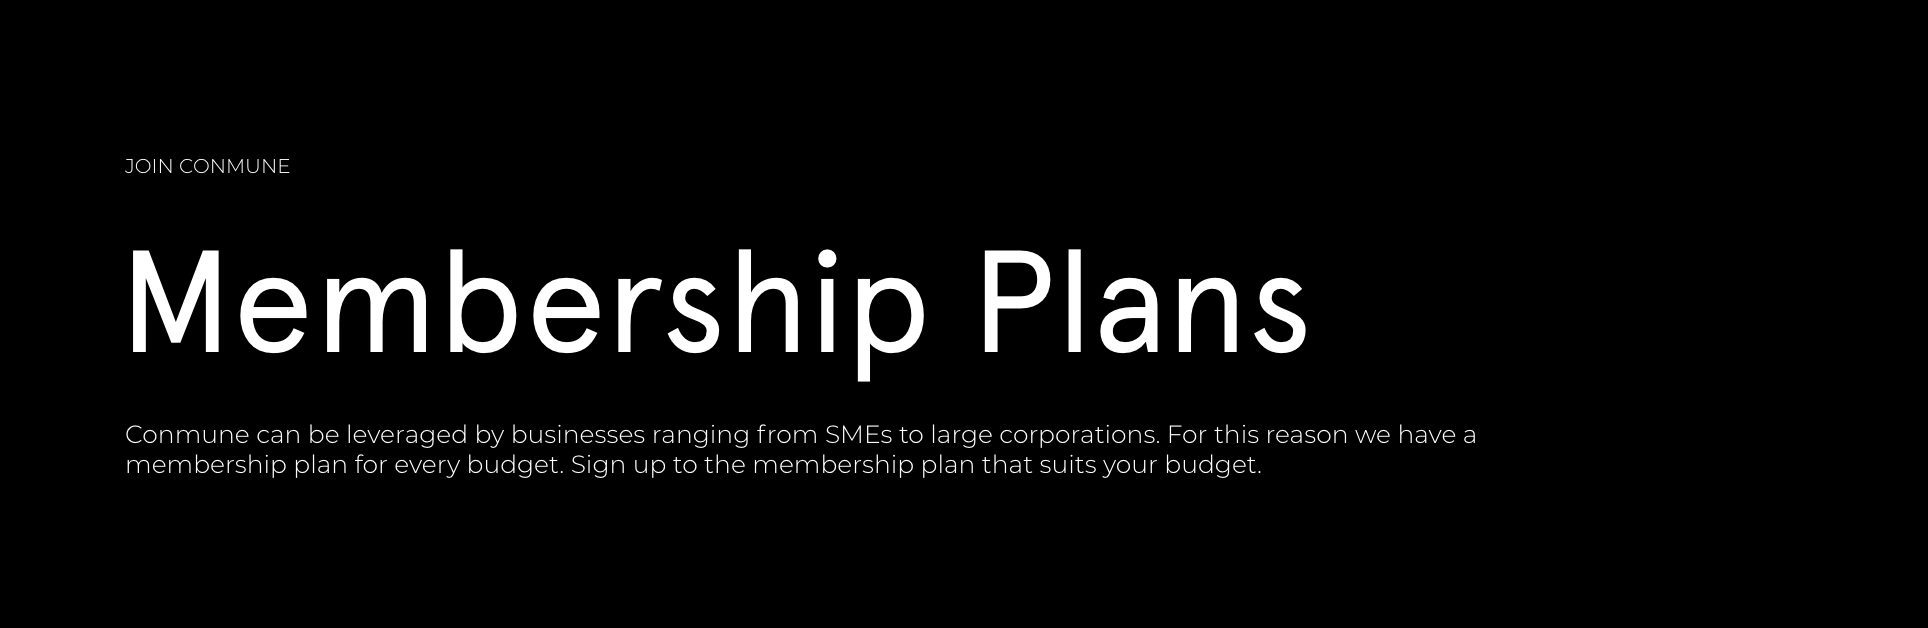 JOIN CONMUNE
Membership Plans
Conmune can be leveraged by businesses ranging from SMEs to large corporations. For this reason we have a
membership plan for every budget. Sign up to the membership plan that suits your budget.